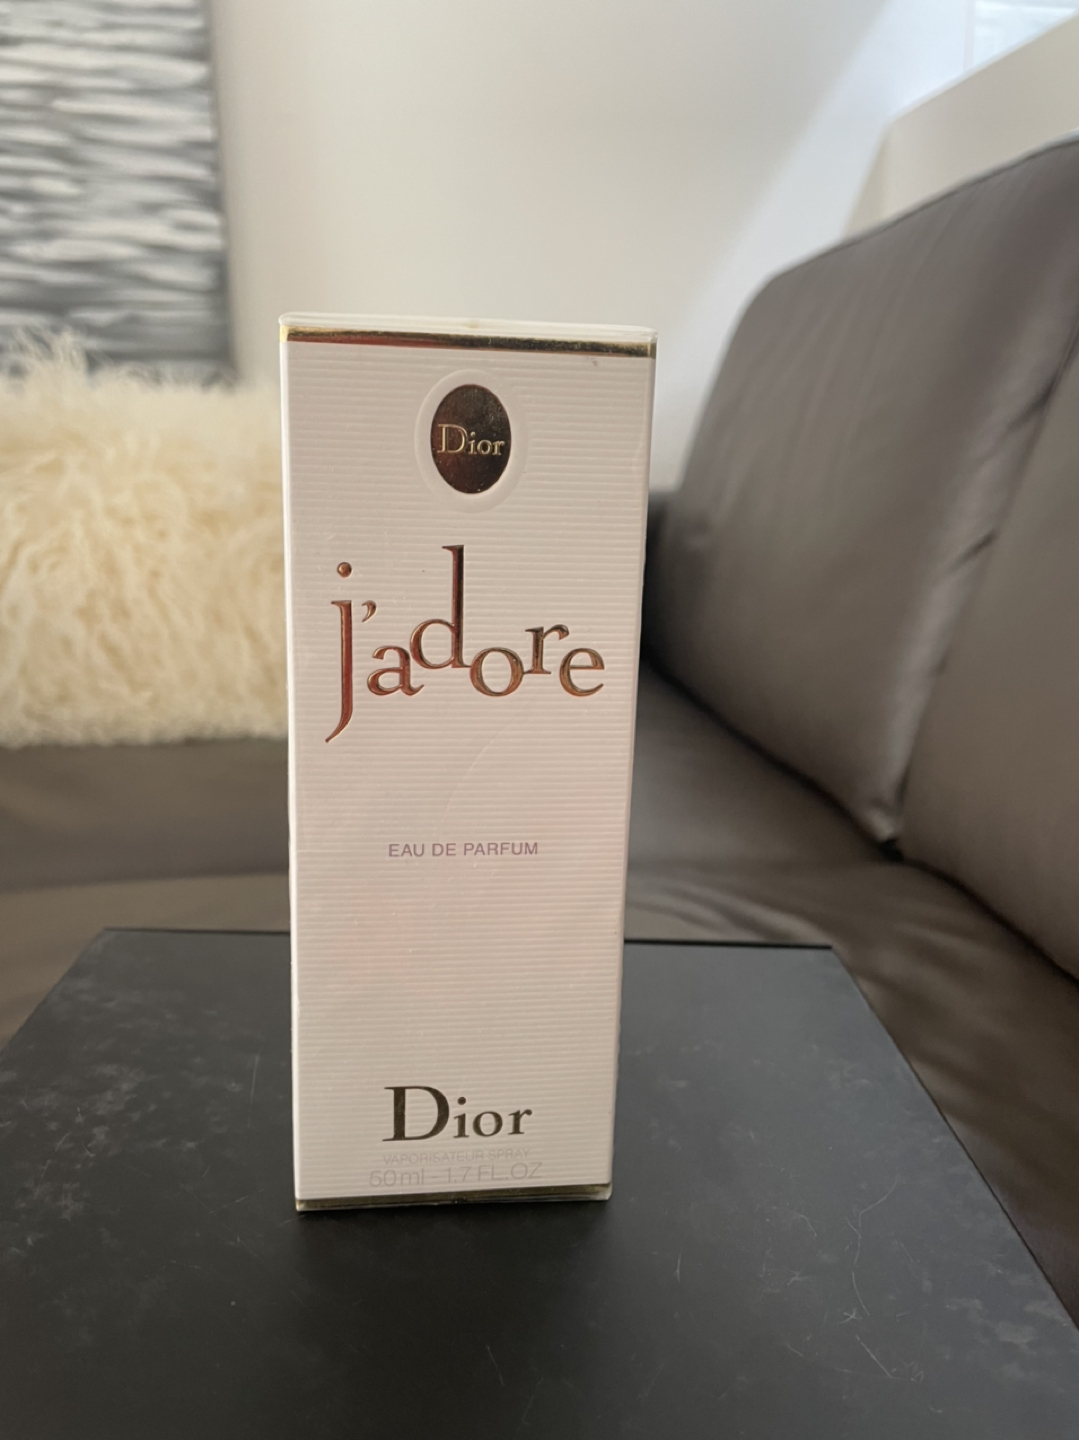 Dior
j'adore
EAU DE PARFUM
Dior
VAPORISATEUR SPRAY
50 ml - 1.7 FL.OZ